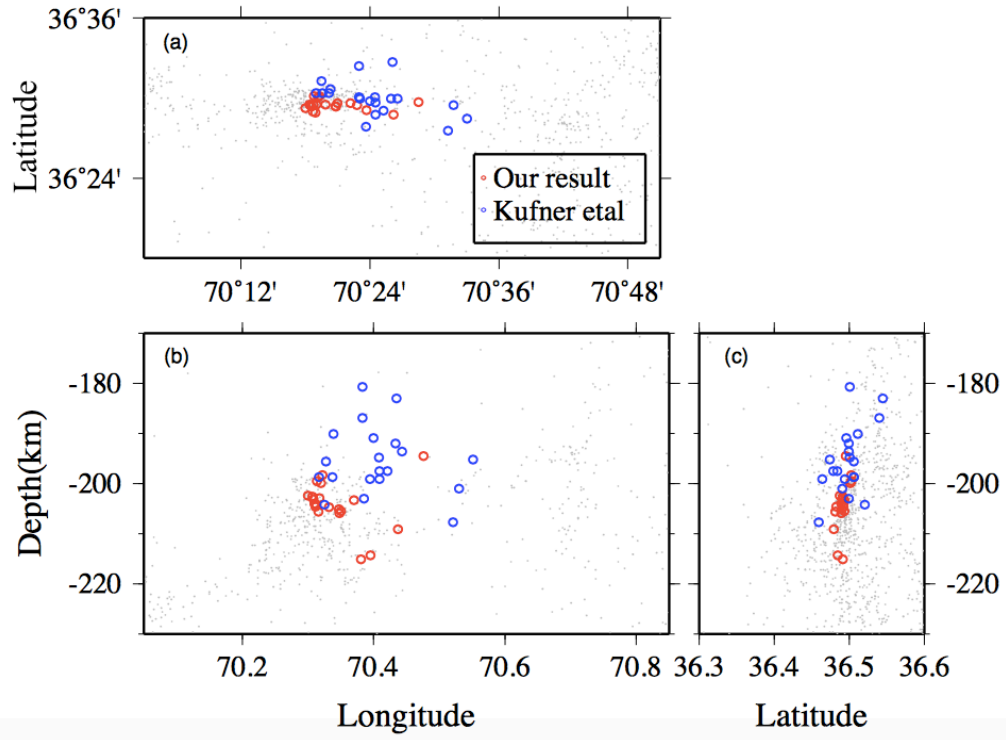 36°36'
(a)
Latitude
36°24'
Our result
Kufner etal
70°12' 70°24' 70°36' 70°48'
(b)
(c)
-180
-180
Depth(km)
-200
-200
-220
-220
70.2 70.4 70.6 70.8
36.3 36.4 36.5 36.6
Longitude
Latitude